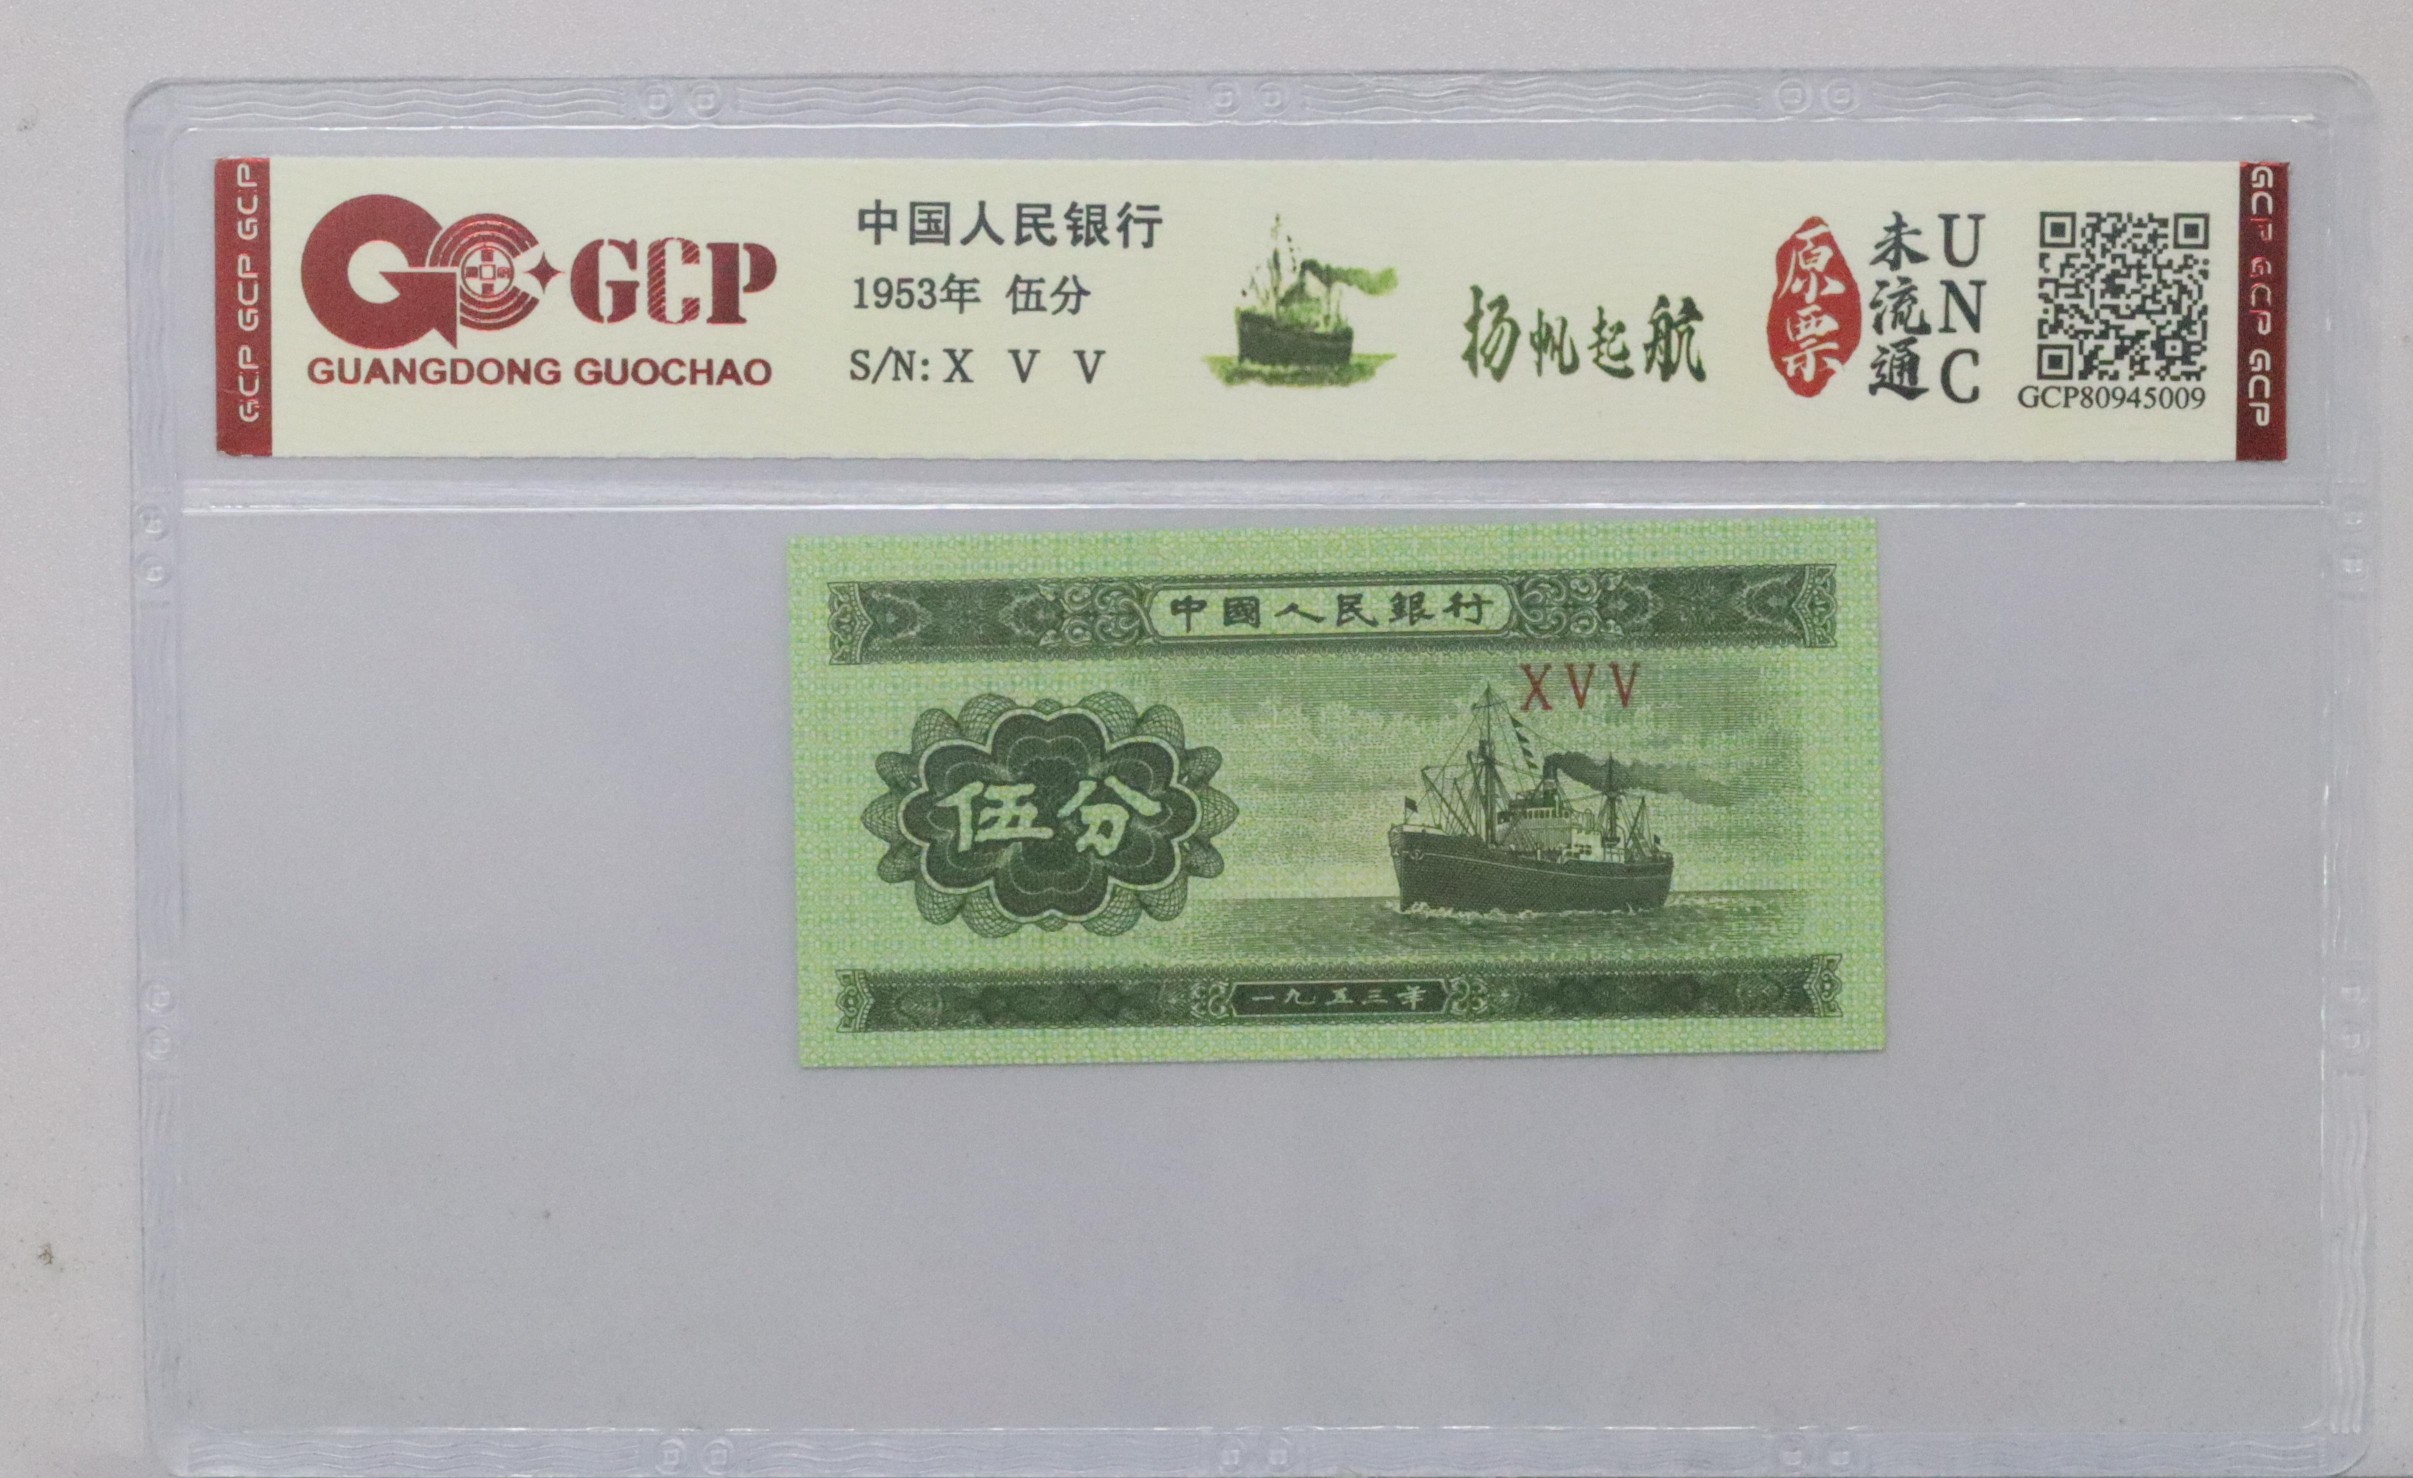 GCP GCP GCP
GCP
GUANGDONG GUOCHAO
中国人民银行
1953年 伍分
S/N: X V V
扬帆起航
原票
未流通
UNC
GCP80945009
GCP GCP GCP
中國人民銀行
XVV
伍分
一九五三年